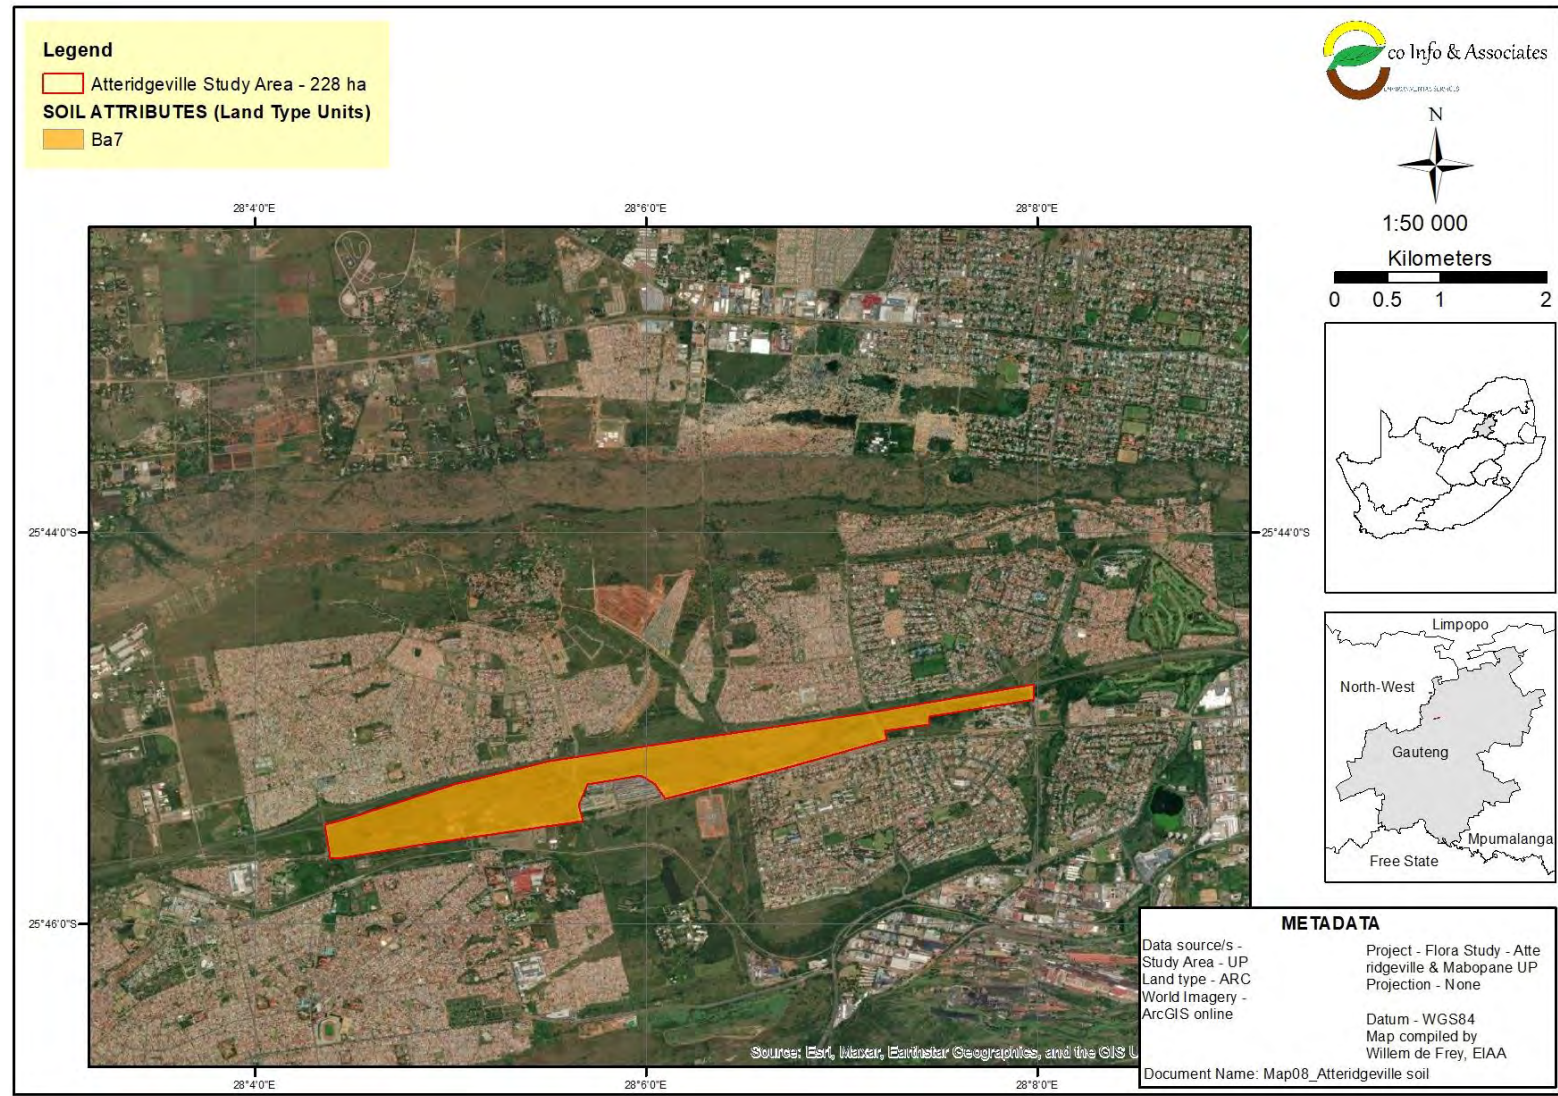 Legend
Atteridgeville Study Area - 228 ha
SOIL ATTRIBUTES (Land Type Units)
Ba7
co Info & Associates
N
1:50 000
Kilometers
0 0.5 1 2
28°4'0"E 28°6'0"E 28°8'0"E
25°44'0"S 25°44'0"S
25°46'0"S
28°4'0"E 28°6'0"E 28°8'0"E
Source: Esri, Maxar, Earthstar Geographics, and the GIS U
Limpopo
North-West
Gauteng
Mpumalanga
Free State
METADATA
Data source/s -
Study Area - UP
Land type - ARC
World Imagery -
ArcGIS online
Project - Flora Study - Atte
ridgeville & Mabopane UP
Projection - None
Datum - WGS84
Map compiled by
Willem de Frey, EIAA
Document Name: Map08_Atteridgeville soil